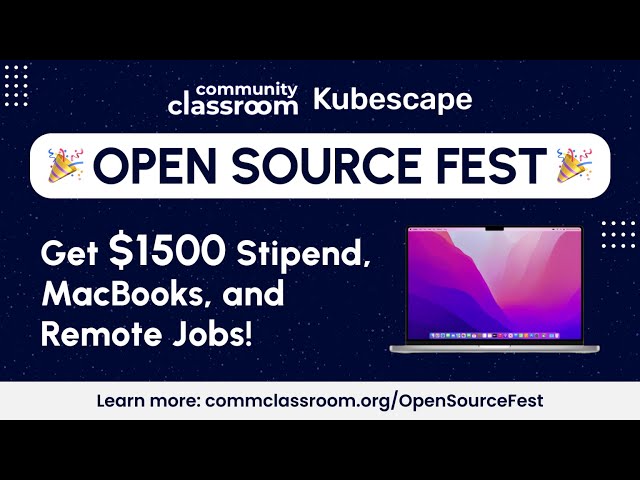 community
classroom Kubescape
🎉 OPEN SOURCE FEST 🎉
Get $1500 Stipend,
MacBooks, and
Remote Jobs!
Learn more: commclassroom.org/OpenSourceFest